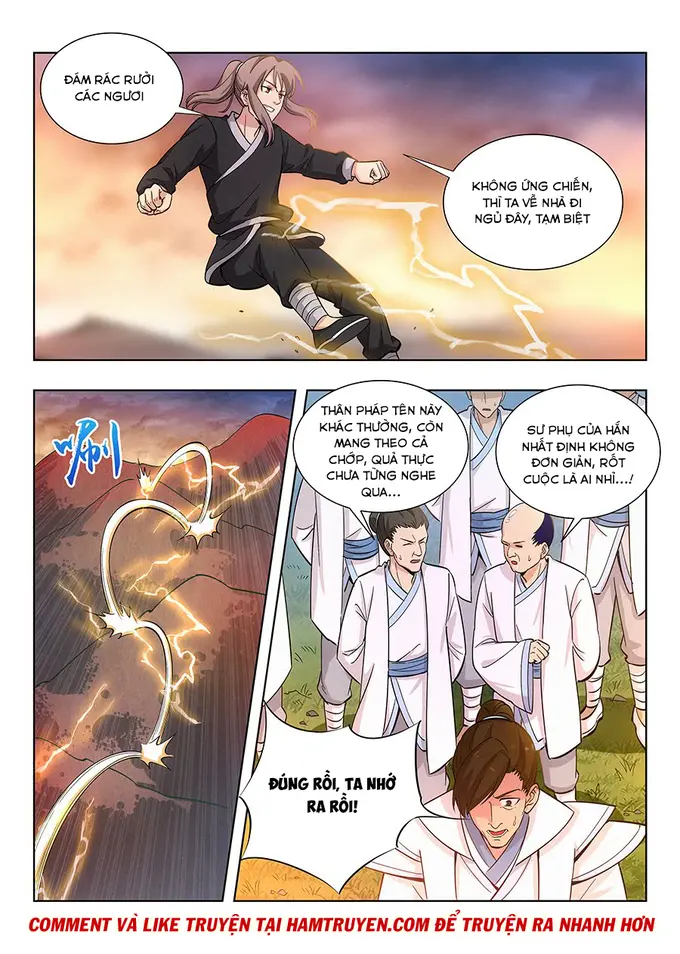 ĐÁM RÁC RƯỞI
CÁC NGƯƠI
KHÔNG ỨNG CHIẾN,
THÌ TA VỀ NHÀ ĐI
NGỦ ĐÂY, TẠM BIỆT
唰
THÂN PHÁP TÊN NÀY
KHÁC THƯỜNG, CÒN
MANG THEO CẢ
CHỚP, QUẢ THỰC
CHƯA TỪNG NGHE
QUA...
SƯ PHỤ CỦA HẮN
NHẤT ĐỊNH KHÔNG
ĐƠN GIẢN, RỐT
CUỘC LÀ AI NHỈ...!
ĐÚNG RỒI, TA NHỚ
RA RỒI!
COMMENT VÀ LIKE TRUYỆN TẠI HAMTRUYEN.COM ĐỂ TRUYỆN RA NHANH HƠN